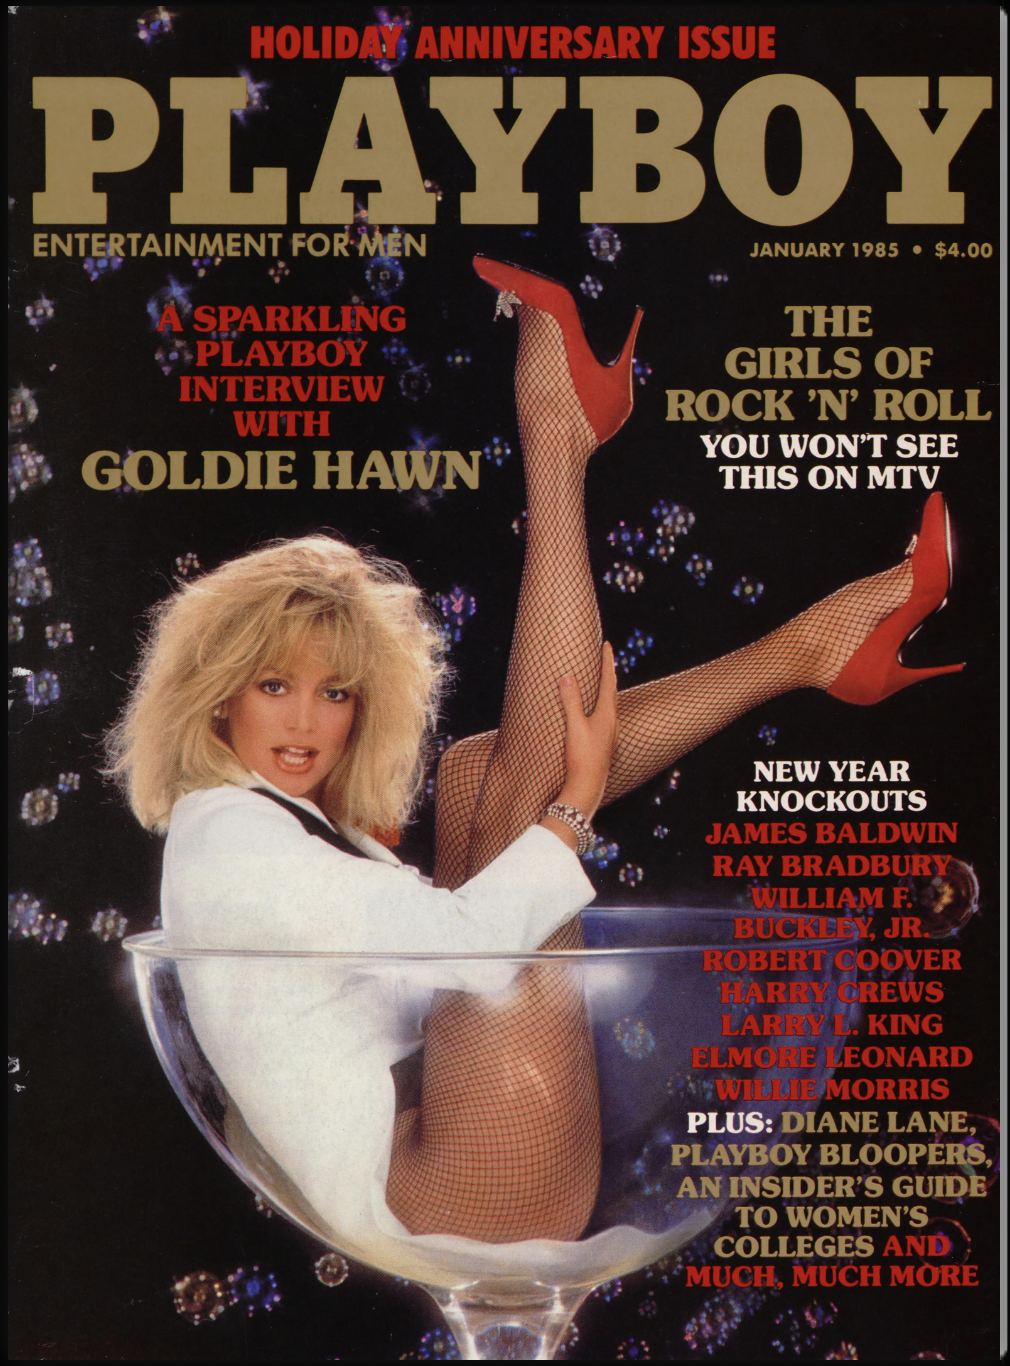 HOLIDAY ANNIVERSARY ISSUE
PLAYBOY
ENTERTAINMENT FOR MEN
JANUARY 1985 • $4.00
A SPARKLING
PLAYBOY
INTERVIEW
WITH
GOLDIE HAWN
THE
GIRLS OF
ROCK 'N' ROLL
YOU WON'T SEE
THIS ON MTV
NEW YEAR
KNOCKOUTS
JAMES BALDWIN
RAY BRADBURY
WILLIAM F.
BUCKLEY, JR.
ROBERT COOVER
HARRY CREWS
LARRY L. KING
ELMORE LEONARD
WILLIE MORRIS
PLUS: DIANE LANE,
PLAYBOY BLOOPERS,
AN INSIDER'S GUIDE
TO WOMEN'S
COLLEGES AND
MUCH, MUCH MORE